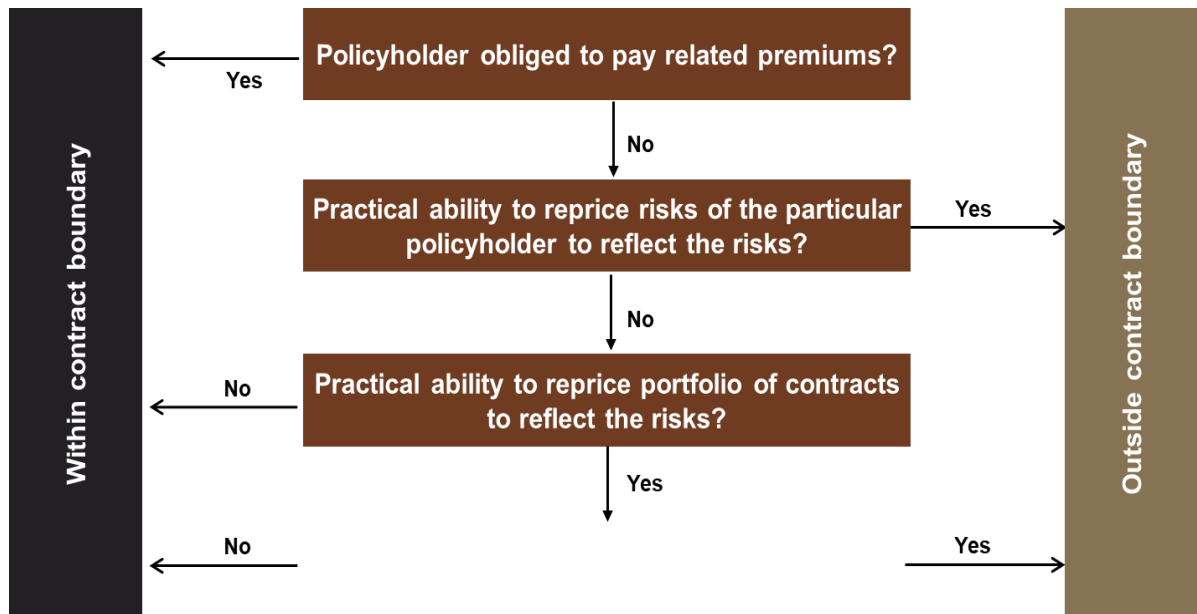 Within contract boundary
Policyholder obliged to pay related premiums?
Yes
No
Practical ability to reprice risks of the particular
policyholder to reflect the risks?
Yes
No
Practical ability to reprice portfolio of contracts
to reflect the risks?
No
Yes
No
Yes
Outside contract boundary